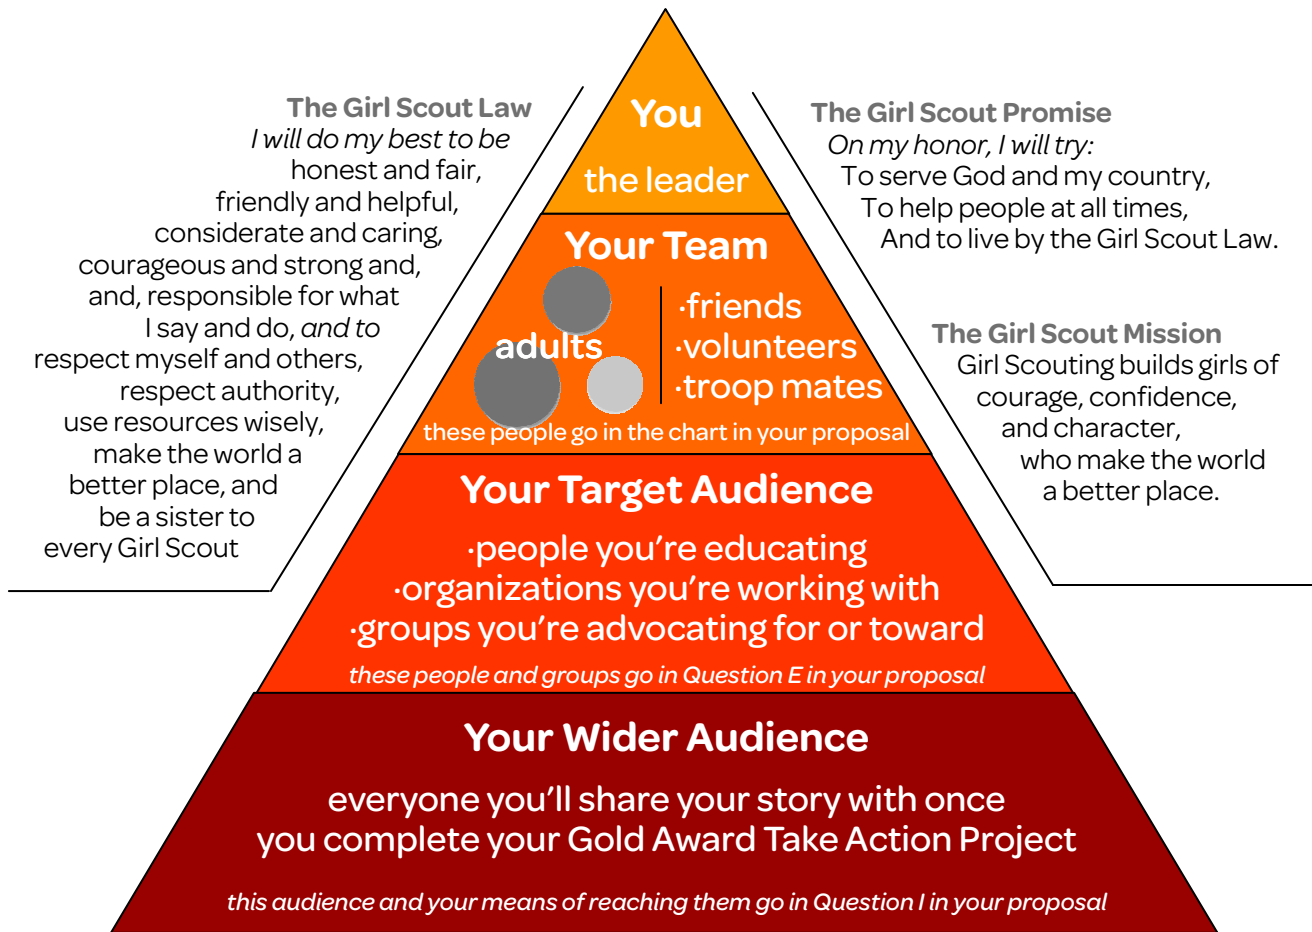 The Girl Scout Law
I will do my best to be
honest and fair,
friendly and helpful,
considerate and caring,
courageous and strong and,
and, responsible for what
I say and do, and to
respect myself and others,
respect authority,
use resources wisely,
make the world a
better place, and
be a sister to
every Girl Scout
You
the leader
Your Team
adults
·friends
·volunteers
·troop mates
these people go in the chart in your proposal
Your Target Audience
·people you’re educating
·organizations you’re working with
·groups you’re advocating for or toward
these people and groups go in Question E in your proposal
Your Wider Audience
everyone you’ll share your story with once
you complete your Gold Award Take Action Project
this audience and your means of reaching them go in Question I in your proposal
The Girl Scout Promise
On my honor, I will try:
To serve God and my country,
To help people at all times,
And to live by the Girl Scout Law.
The Girl Scout Mission
Girl Scouting builds girls of
courage, confidence,
and character,
who make the world
a better place.